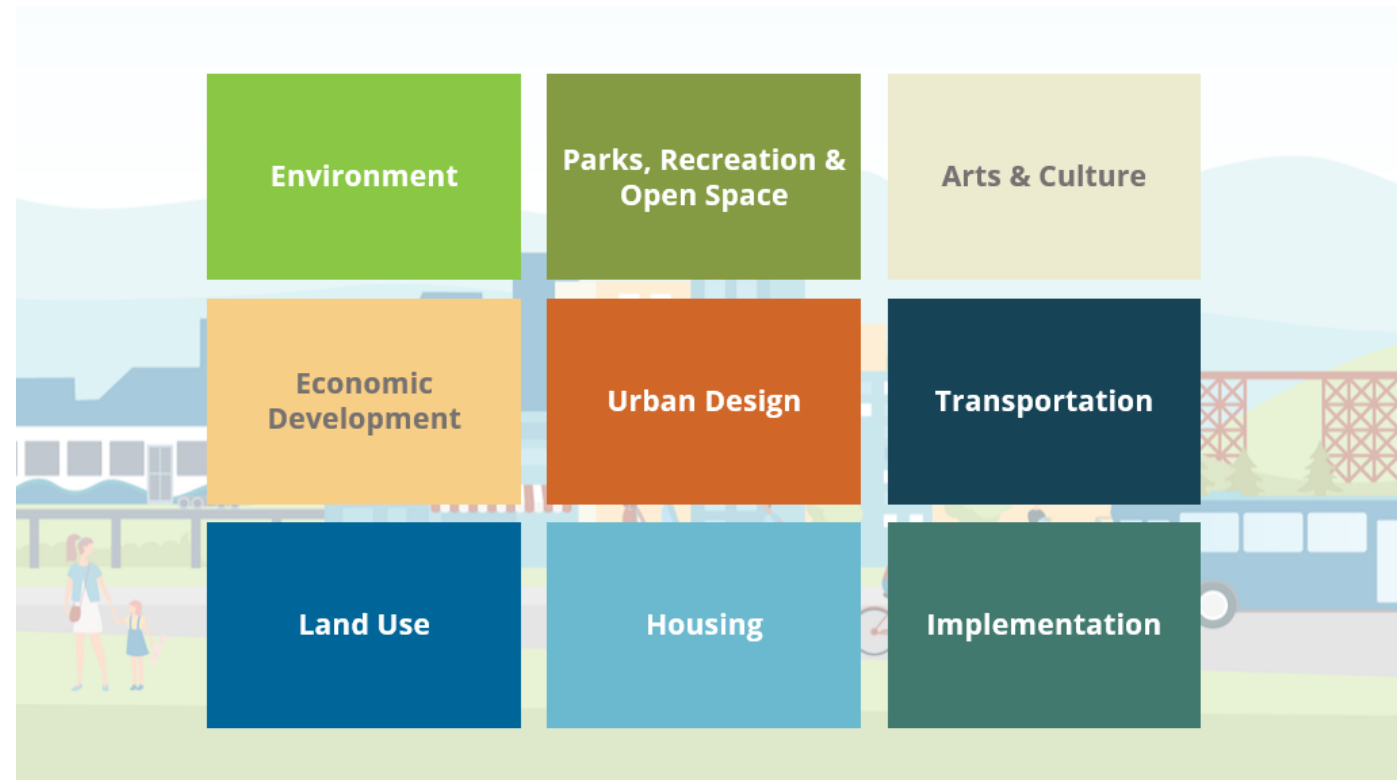 Environment
Parks, Recreation &
Open Space
Arts & Culture
Economic
Development
Urban Design
Transportation
Land Use
Housing
Implementation